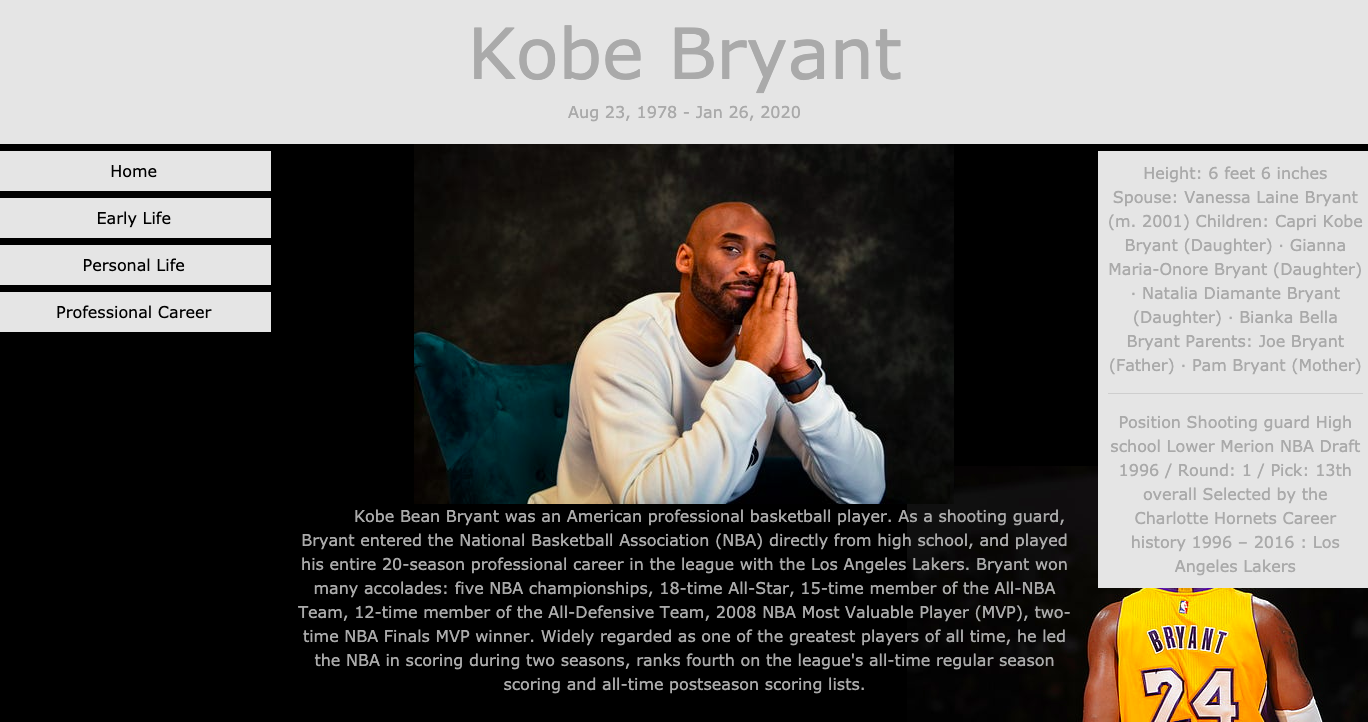 Kobe Bryant
Aug 23, 1978 - Jan 26, 2020
Home
Early Life
Personal Life
Professional Career
Kobe Bean Bryant was an American professional basketball player. As a shooting guard,
Bryant entered the National Basketball Association (NBA) directly from high school, and played
his entire 20-season professional career in the league with the Los Angeles Lakers. Bryant won
many accolades: five NBA championships, 18-time All-Star, 15-time member of the All-NBA
Team, 12-time member of the All-Defensive Team, 2008 NBA Most Valuable Player (MVP), two-
time NBA Finals MVP winner. Widely regarded as one of the greatest players of all time, he led
the NBA in scoring during two seasons, ranks fourth on the league's all-time regular season
scoring and all-time postseason scoring lists.
Height: 6 feet 6 inches
Spouse: Vanessa Laine Bryant
(m. 2001) Children: Capri Kobe
Bryant (Daughter) · Gianna
Maria-Onore Bryant (Daughter)
· Natalia Diamante Bryant
(Daughter) · Bianka Bella
Bryant Parents: Joe Bryant
(Father) · Pam Bryant (Mother)
Position Shooting guard High
school Lower Merion NBA Draft
1996 / Round: 1 / Pick: 13th
overall Selected by the
Charlotte Hornets Career
history 1996 – 2016 : Los
Angeles Lakers
BRYANT
24